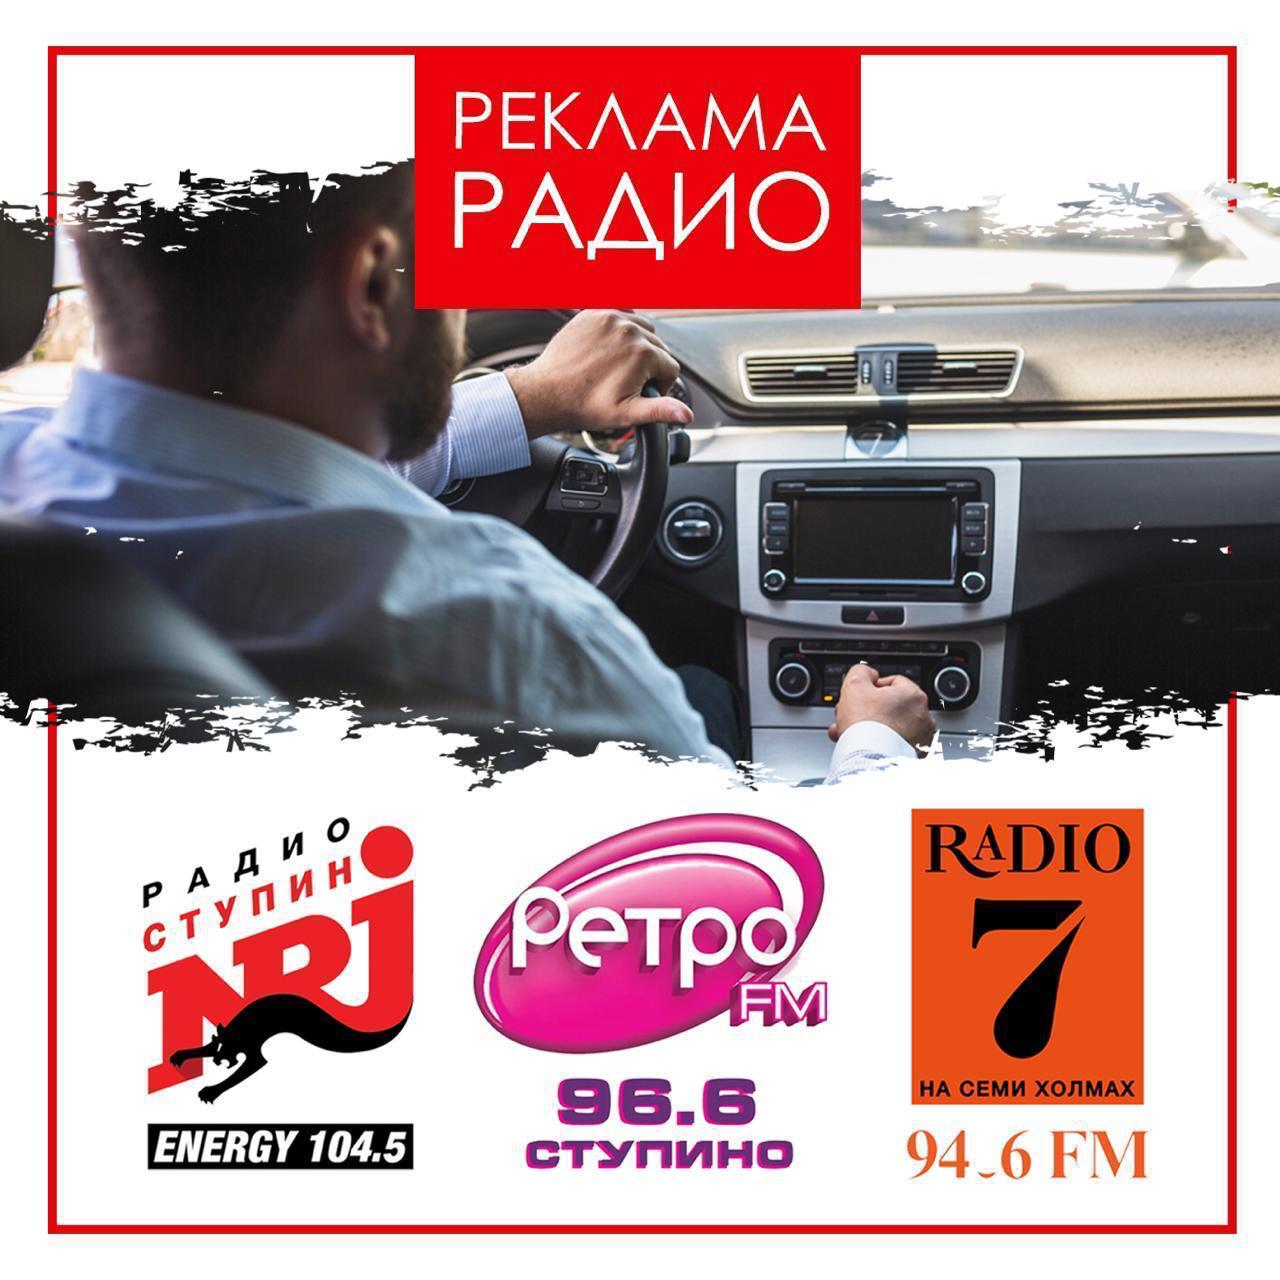 РЕКЛАМА
РАДИО
РАДИО
СТУПИН
NRJ
ENERGY 104.5
Ретро
FM
96.6
СТУПИНО
RADIO
7
НА СЕМИ ХОЛМАХ
94.6 FM